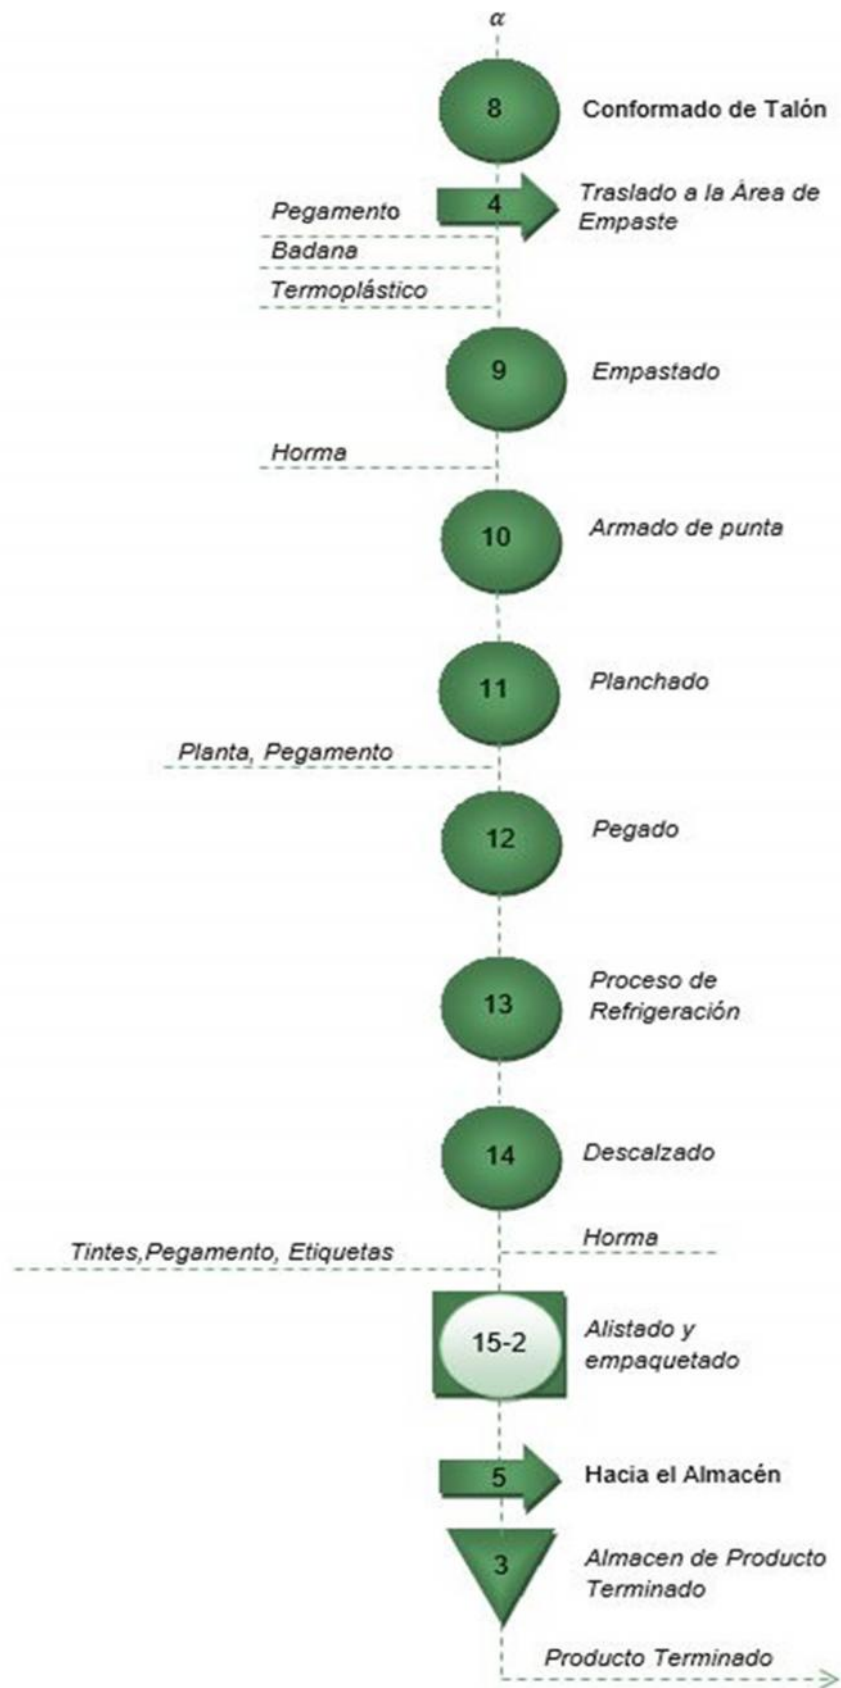 α
8
Conformado de Talón
4
Traslado a la Área de
Empaste
Pegamento
Badana
Termoplástico
9
Empastado
Horma
10
Armado de punta
11
Planchado
Planta, Pegamento
12
Pegado
13
Proceso de
Refrigeración
14
Descalzado
Horma
Tintes,Pegamento, Etiquetas
15-2
Alistado y
empaquetado
5
Hacia el Almacén
3
Almacen de Producto
Terminado
Producto Terminado